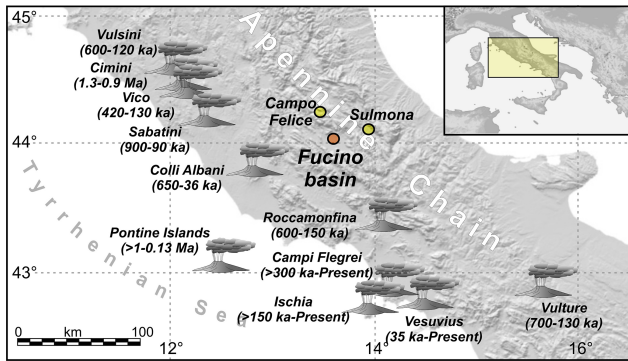 45°
Vulsini
(600-120 ka)
Cimini
(1.3-0.9 Ma)
Vico
(420-130 ka)
Sabatini
(900-90 ka)
Colli Albani
(650-36 ka)
Apennine Chain
Campo
Felice
Sulmona
Fucino
basin
44°
Tyrrhenian Sea
Roccamonfina
(600-150 ka)
Pontine Islands
(>1-0.13 Ma)
Campi Flegrei
(>300 ka-Present)
43°
Ischia
(>150 ka-Present)
Vesuvius
(35 ka-Present)
Vulture
(700-130 ka)
0 km 100
12° 14° 16°